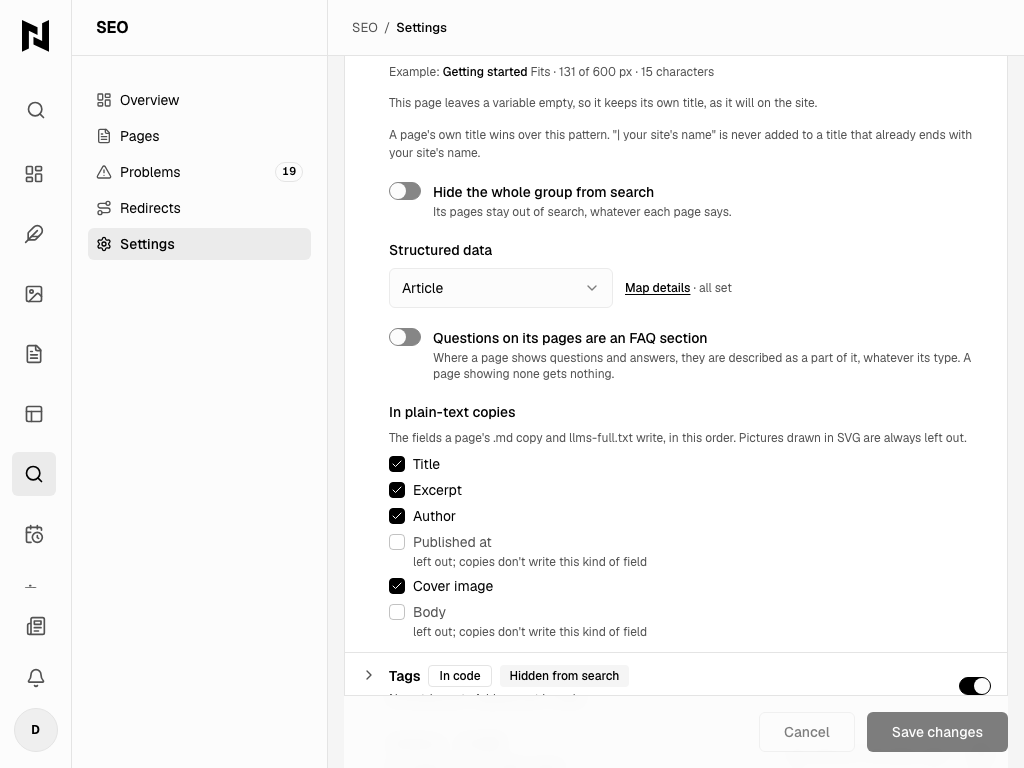 SEO
SEO / Settings
Overview
Pages
Problems 19
Redirects
Settings
Example: Getting started Fits · 131 of 600 px · 15 characters
This page leaves a variable empty, so it keeps its own title, as it will on the site.
A page's own title wins over this pattern. "| your site's name" is never added to a title that already ends with
your site's name.
Hide the whole group from search
Its pages stay out of search, whatever each page says.
Structured data
Article
Map details · all set
Questions on its pages are an FAQ section
Where a page shows questions and answers, they are described as a part of it, whatever its type. A
page showing none gets nothing.
In plain-text copies
The fields a page's .md copy and llms-full.txt write, in this order. Pictures drawn in SVG are always left out.
Title
Excerpt
Author
Published at
left out; copies don't write this kind of field
Cover image
Body
left out; copies don't write this kind of field
Tags In code Hidden from search
D
Cancel Save changes